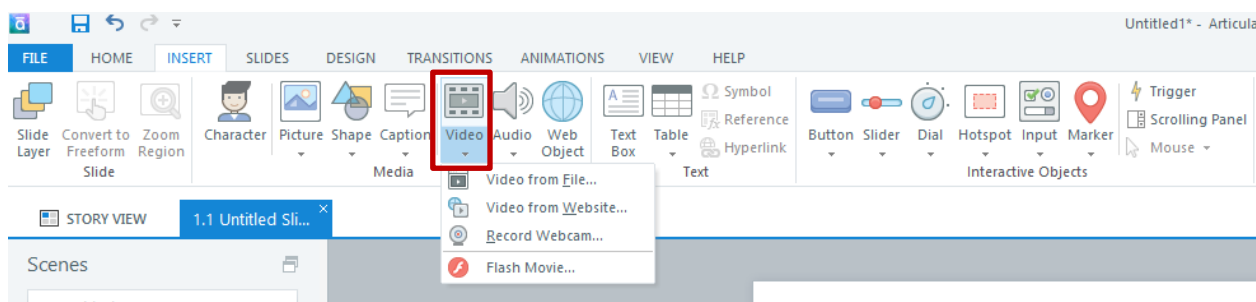 Untitled1* - Articula
FILE HOME INSERT SLIDES DESIGN TRANSITIONS ANIMATIONS VIEW HELP
Slide Layer
Convert to Freeform
Zoom Region
Slide
Character
Picture
Shape
Caption
Video
Audio
Web Object
Media
Text Box
Table
Symbol
Reference
Hyperlink
Text
Button
Slider
Dial
Hotspot
Input
Marker
Trigger
Scrolling Panel
Mouse
Interactive Objects
Video from File...
Video from Website...
Record Webcam...
Flash Movie...
STORY VIEW
1.1 Untitled Sli...
Scenes